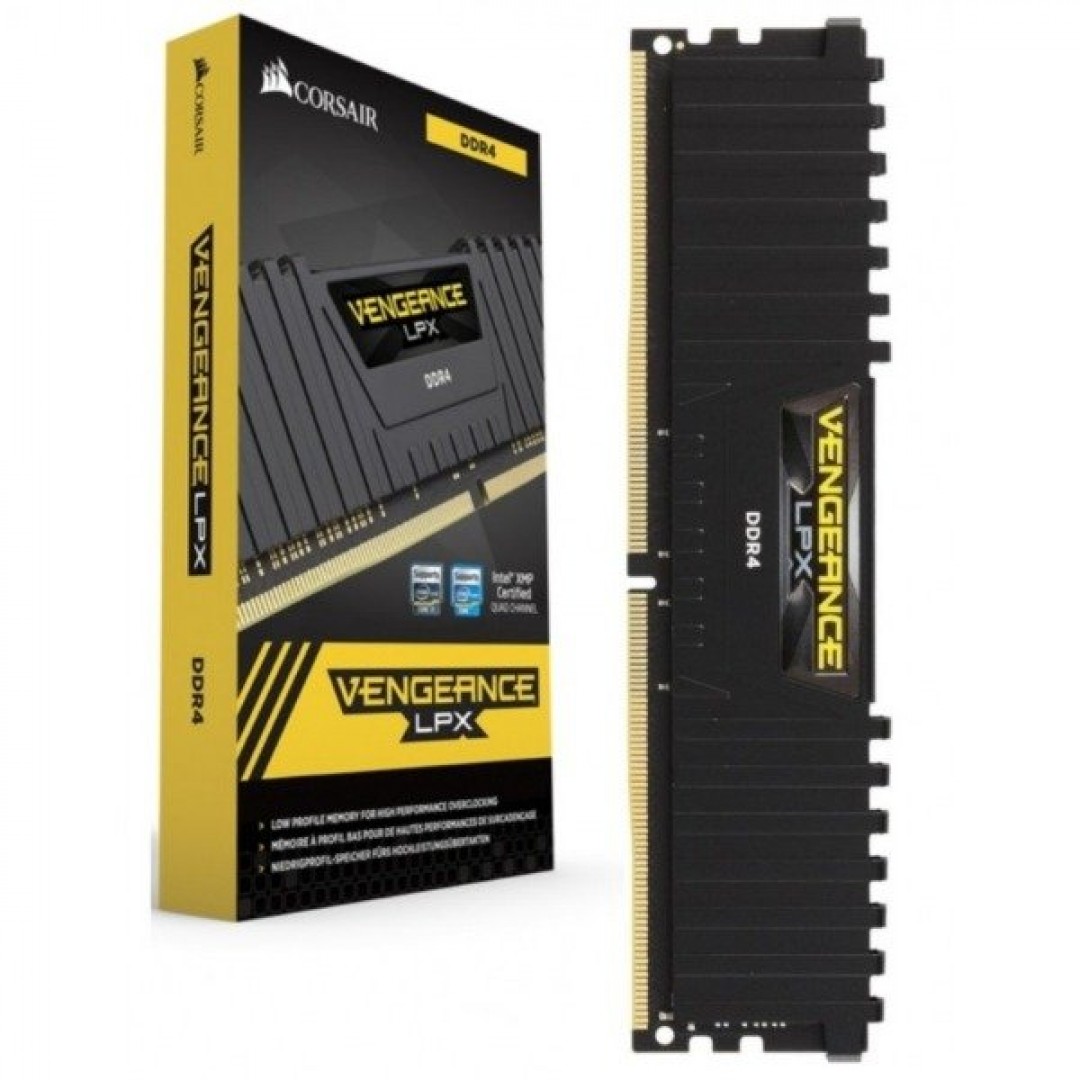 CORSAIR
DDR4
VENGEANCE
LPX
DDR4
Intel® XMP
Certified
QUAD CHANNEL
VENGEANCE
LPX
LOW PROFILE MEMORY FOR HIGH PERFORMANCE OVERCLOCKING
MÉMOIRE À PROFIL BAS POUR DE HAUTES PERFORMANCES DE SURCADENÇAGE
NIEDRIGPROFIL-SPEICHER FÜRS HOCHLEISTUNGSÜBERTAKTEN
CORSAIR
VENGEANCE LPX
DDR4
VENGEANCE
LPX
DDR4